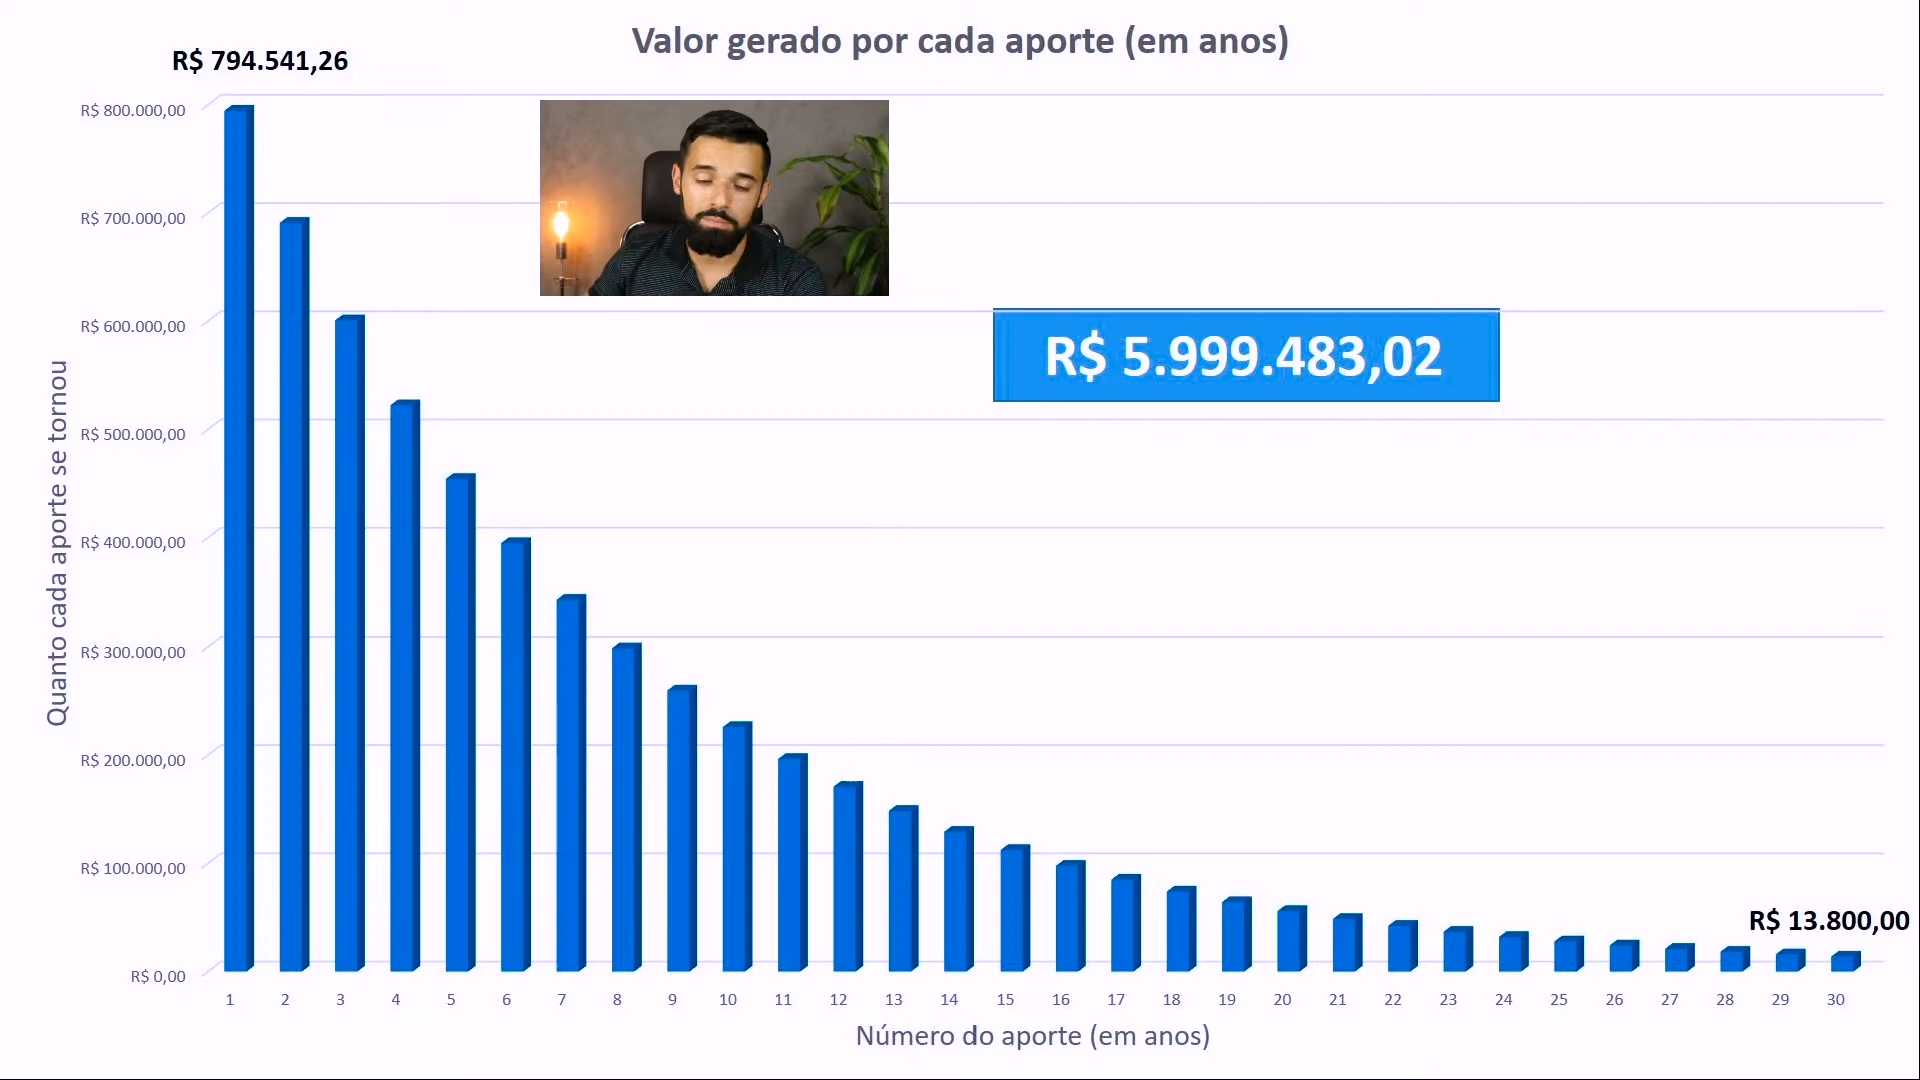 Valor gerado por cada aporte (em anos)
R$ 794.541,26
R$ 800.000,00
R$ 700.000,00
R$ 600.000,00
R$ 500.000,00
R$ 400.000,00
R$ 300.000,00
R$ 200.000,00
R$ 100.000,00
R$ 0,00
Quanto cada aporte se tornou
R$ 5.999.483,02
R$ 13.800,00
1 2 3 4 5 6 7 8 9 10 11 12 13 14 15 16 17 18 19 20 21 22 23 24 25 26 27 28 29 30
Número do aporte (em anos)